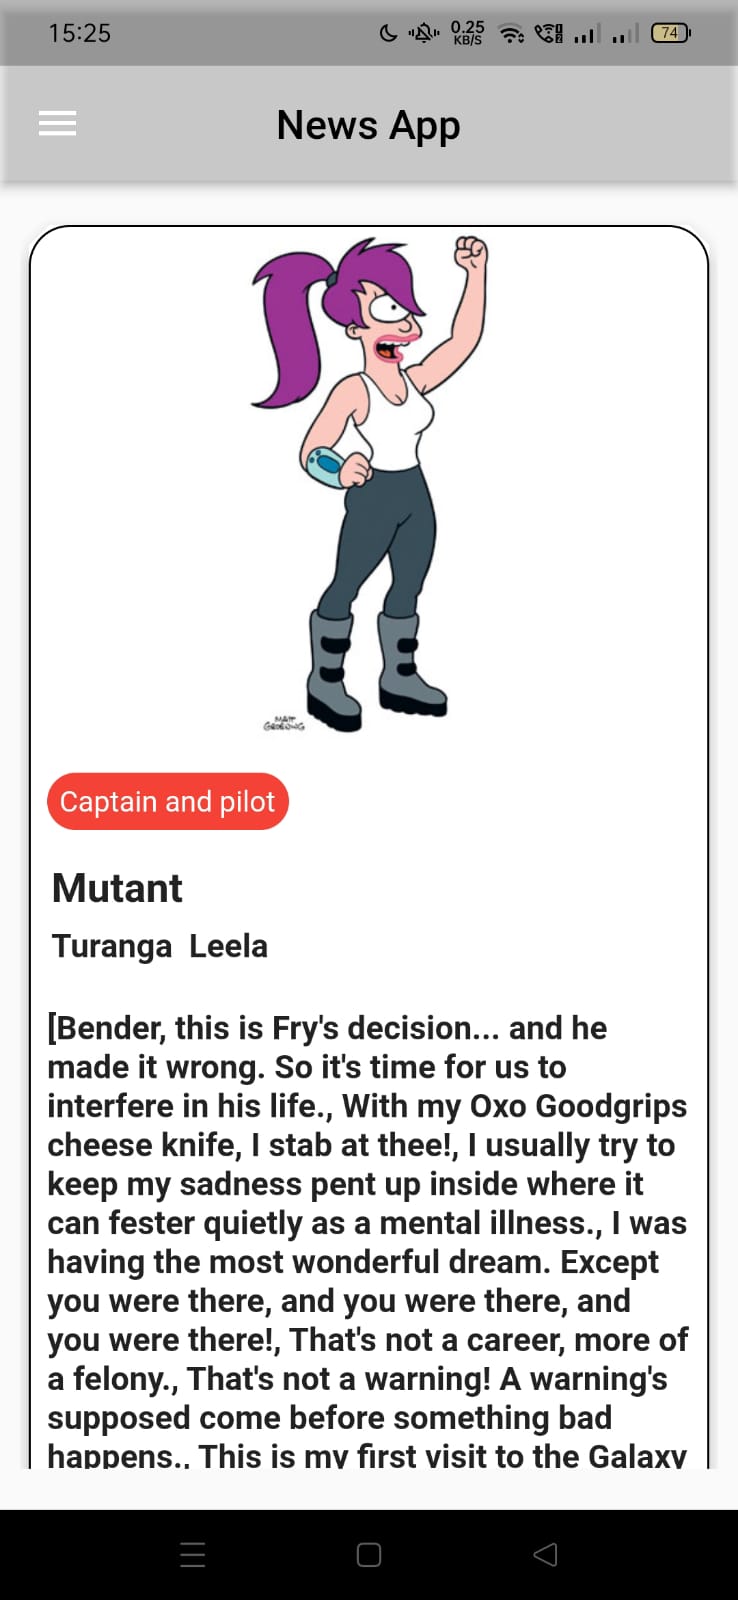 15:25
0.25
KB/S
74
News App
MATT
GROENING
Captain and pilot
Mutant
Turanga  Leela
[Bender, this is Fry's decision... and he
made it wrong. So it's time for us to
interfere in his life., With my Oxo Goodgrips
cheese knife, I stab at thee!, I usually try to
keep my sadness pent up inside where it
can fester quietly as a mental illness., I was
having the most wonderful dream. Except
you were there, and you were there, and
you were there!, That's not a career, more of
a felony., That's not a warning! A warning's
supposed come before something bad
happens., This is my first visit to the Galaxy